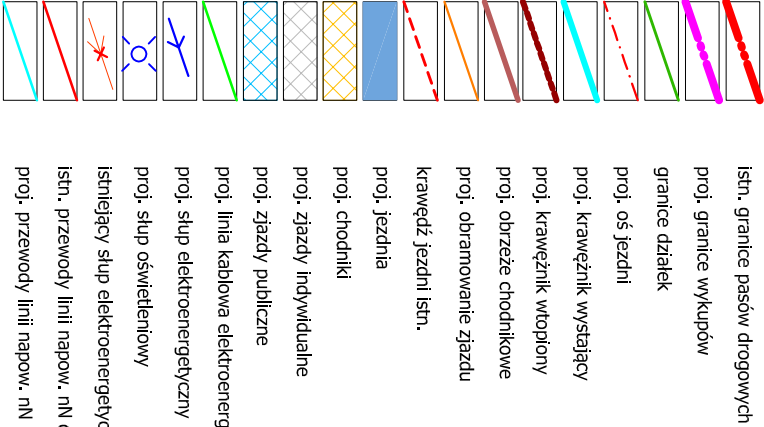 istn. granice pasów drogowych
proj. granice wykupów
granice działek
proj. oś jezdni
proj. krawężnik wystający
proj. krawężnik wtopiony
proj. obrzeże chodnikowe
proj. obramowanie zjazdu
krawędź jezdni istn.
proj. jezdnia
proj. chodniki
proj. zjazdy indywidualne
proj. zjazdy publiczne
proj. linia kablowa elektroenerg
proj. słup elektroenergetyczny
proj. słup oświetleniowy
istniejący słup elektroenergetyc
istn. przewody linii napow. nN
proj. przewody linii napow. nN